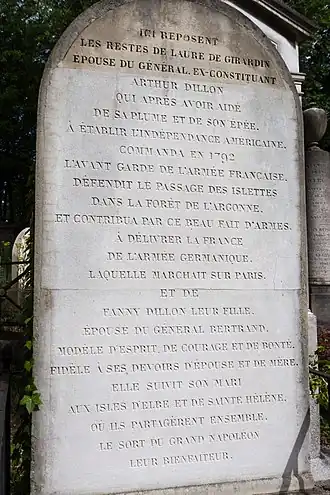 ICI REPOSENT
LES RESTES DE LAURE DE GIRARDIN
EPOUSE DU GÉNÉRAL, EX-CONSTITUANT
ARTHUR DILLON
QUI APRÈS AVOIR AIDÉ
DE SA PLUME ET DE SON ÉPÉE.
À ÉTABLIR L'INDÉPENDANCE AMERICAINE.
COMMANDA EN 1792
L'AVANT GARDE DE L'ARMÉE FRANÇAISE.
DÉFENDIT LE PASSAGE DES ISLETTES
DANS LA FORÊT DE L'ARGONNE.
ET CONTRIBUA PAR CE BEAU FAIT D'ARMES.
À DÉLIVRER LA FRANCE
DE L'ARMÉE GERMANIQUE.
LAQUELLE MARCHAIT SUR PARIS.
ET DE
FANNY DILLON LEUR FILLE.
ÉPOUSE DU GÉNÉRAL BERTRAND.
MODÈLE D'ESPRIT, DE COURAGE ET DE BONTÉ.
FIDÈLE À SES DEVOIRS D'ÉPOUSE ET DE MÈRE.
ELLE SUIVIT SON MARI
AUX ISLES D'ELBE ET DE SAINTE HÉLÈNE.
OÙ ILS PARTAGÈRENT ENSEMBLE.
LE SORT DU GRAND NAPOLÉON
LEUR BIENFAITEUR.